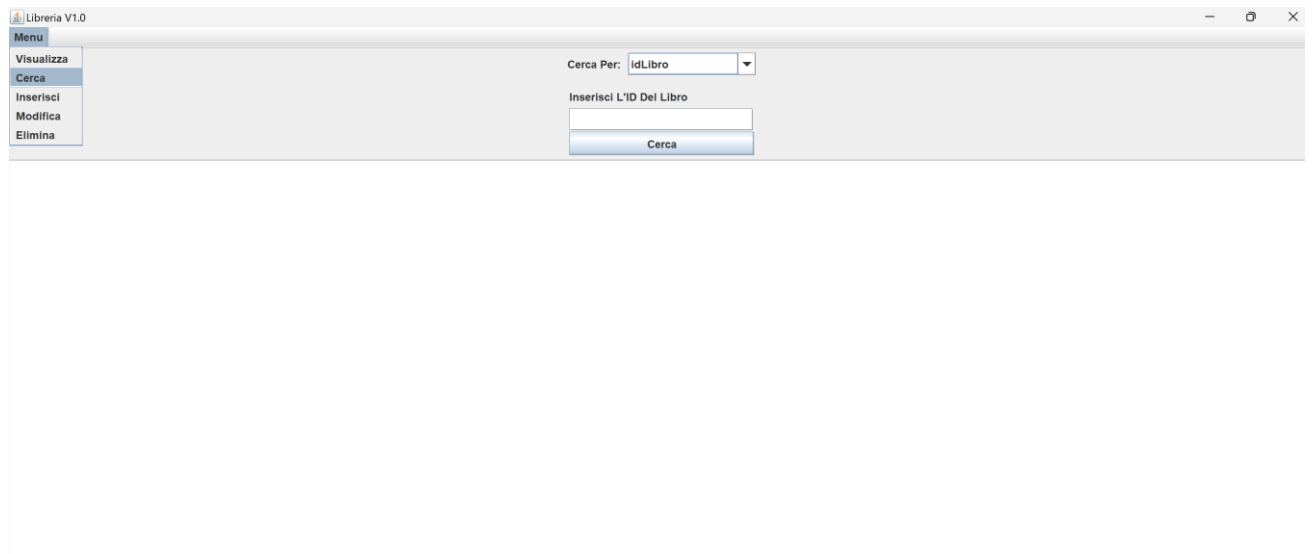 Libreria V1.0
Menu
Visualizza
Cerca
Inserisci
Modifica
Elimina
Cerca Per: idLibro
Inserisci L'ID Del Libro
Cerca